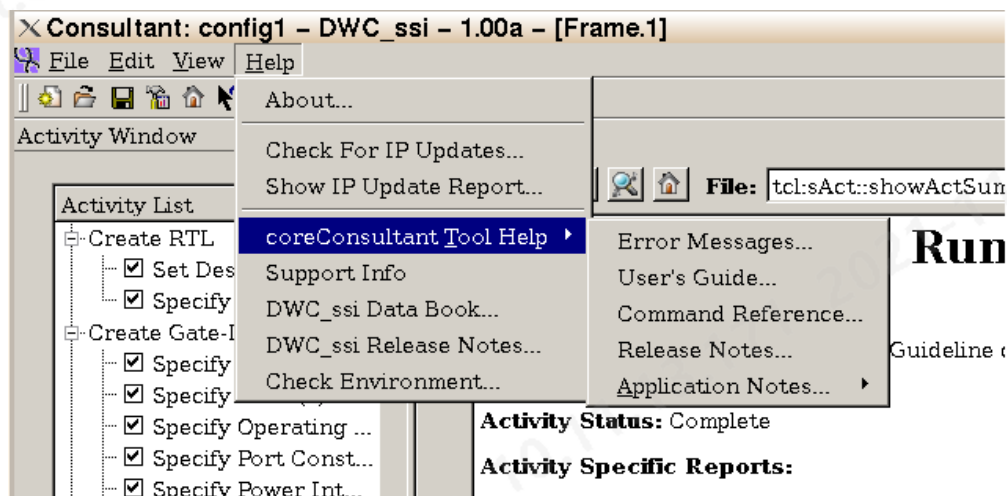 Consultant: config1 – DWC_ssi – 1.00a – [Frame.1]
File Edit View Help
About...
Activity Window
Check For IP Updates...
Show IP Update Report...
File: tcl:sAct::showActSum
Activity List
Create RTL
coreConsultant Tool Help
Error Messages...
Run
Set Des
Support Info
User's Guide...
Specify
DWC_ssi Data Book...
Command Reference...
Create Gate-
DWC_ssi Release Notes...
Release Notes...
Guideline
Specify
Check Environment...
Application Notes...
Specify
Specify Operating ...
Activity Status: Complete
Specify Port Const...
Activity Specific Reports:
Specify Power Int...